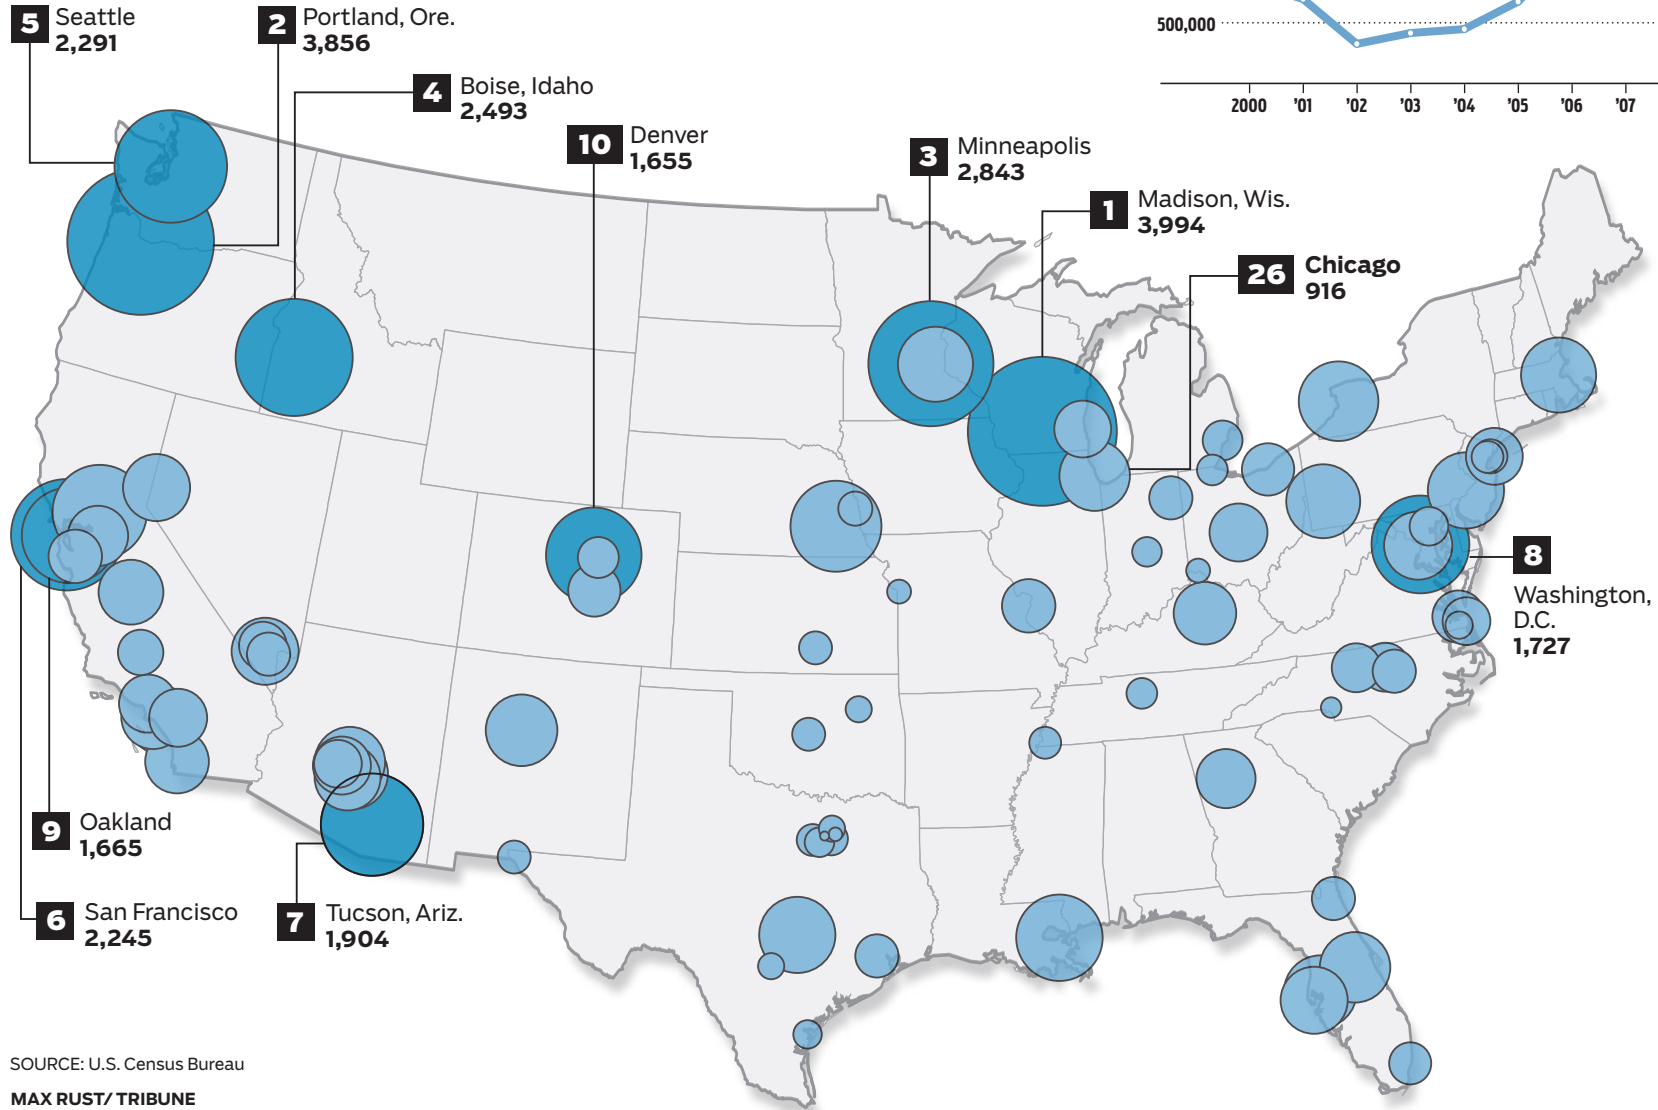 5 Seattle
2,291
2 Portland, Ore.
3,856
4 Boise, Idaho
2,493
10 Denver
1,655
3 Minneapolis
2,843
1 Madison, Wis.
3,994
26 Chicago
916
500,000
2000 '01 '02 '03 '04 '05 '06 '07
8
Washington,
D.C.
1,727
9 Oakland
1,665
6 San Francisco
2,245
7 Tucson, Ariz.
1,904
SOURCE: U.S. Census Bureau
MAX RUST/ TRIBUNE